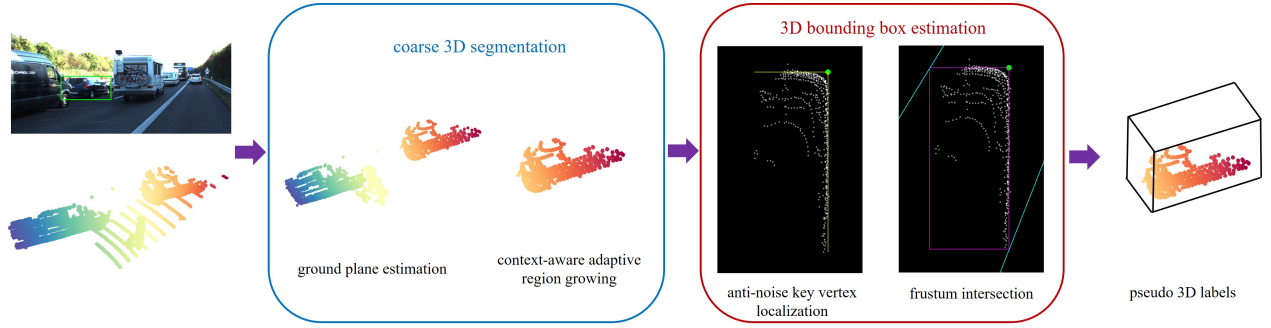 coarse 3D segmentation
3D bounding box estimation
TECHNOLOGY
ground plane estimation
context-aware adaptive
region growing
anti-noise key vertex
localization
frustum intersection
pseudo 3D labels